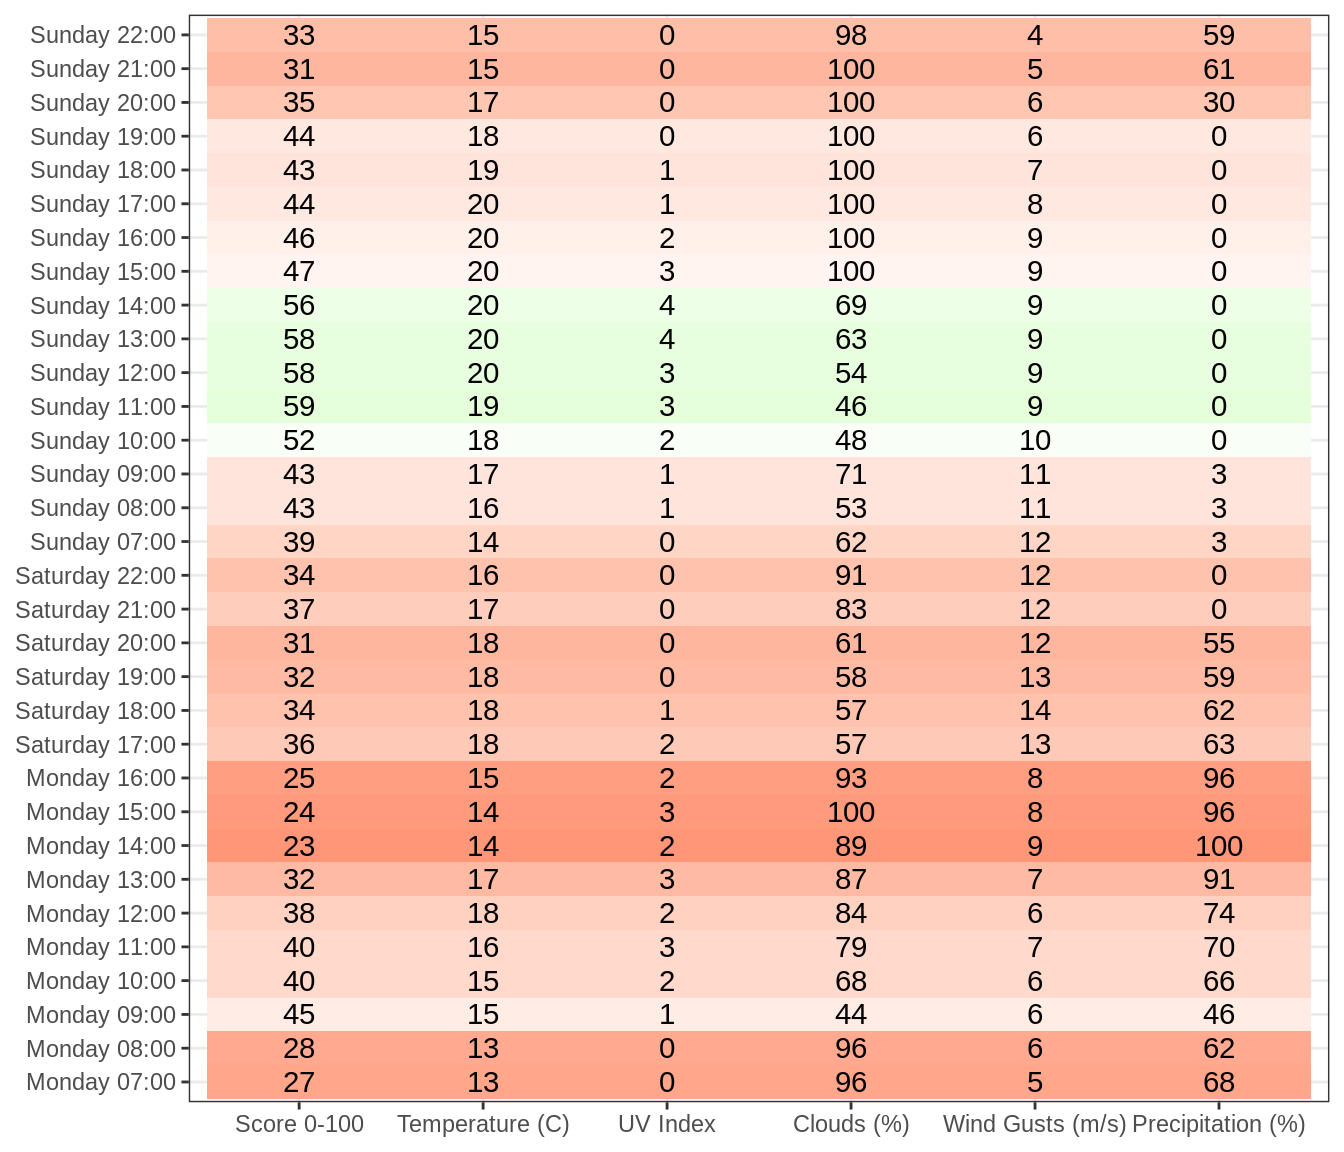 Sunday 22:00 33 15 0 98 4 59
Sunday 21:00 31 15 0 100 5 61
Sunday 20:00 35 17 0 100 6 30
Sunday 19:00 44 18 0 100 6 0
Sunday 18:00 43 19 1 100 7 0
Sunday 17:00 44 20 1 100 8 0
Sunday 16:00 46 20 2 100 9 0
Sunday 15:00 47 20 3 100 9 0
Sunday 14:00 56 20 4 69 9 0
Sunday 13:00 58 20 4 63 9 0
Sunday 12:00 58 20 3 54 9 0
Sunday 11:00 59 19 3 46 9 0
Sunday 10:00 52 18 2 48 10 0
Sunday 09:00 43 17 1 71 11 3
Sunday 08:00 43 16 1 53 11 3
Sunday 07:00 39 14 0 62 12 3
Saturday 22:00 34 16 0 91 12 0
Saturday 21:00 37 17 0 83 12 0
Saturday 20:00 31 18 0 61 12 55
Saturday 19:00 32 18 0 58 13 59
Saturday 18:00 34 18 1 57 14 62
Saturday 17:00 36 18 2 57 13 63
Monday 16:00 25 15 2 93 8 96
Monday 15:00 24 14 3 100 8 96
Monday 14:00 23 14 2 89 9 100
Monday 13:00 32 17 3 87 7 91
Monday 12:00 38 18 2 84 6 74
Monday 11:00 40 16 3 79 7 70
Monday 10:00 40 15 2 68 6 66
Monday 09:00 45 15 1 44 6 46
Monday 08:00 28 13 0 96 6 62
Monday 07:00 27 13 0 96 5 68
Score 0-100 Temperature (C) UV Index Clouds (%) Wind Gusts (m/s) Precipitation (%)